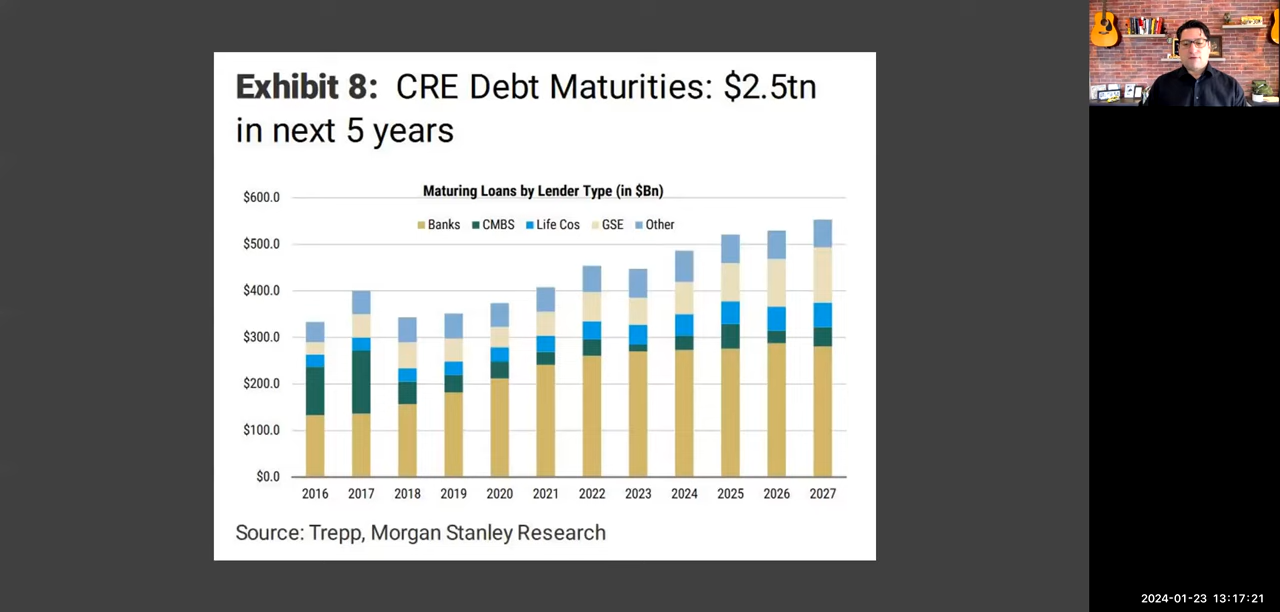 Exhibit 8: CRE Debt Maturities: $2.5tn
in next 5 years
Maturing Loans by Lender Type (in $Bn)
Banks CMBS Life Cos GSE Other
$600.0
$500.0
$400.0
$300.0
$200.0
$100.0
$0.0
2016 2017 2018 2019 2020 2021 2022 2023 2024 2025 2026 2027
Source: Trepp, Morgan Stanley Research
2024-01-23 13:17:21